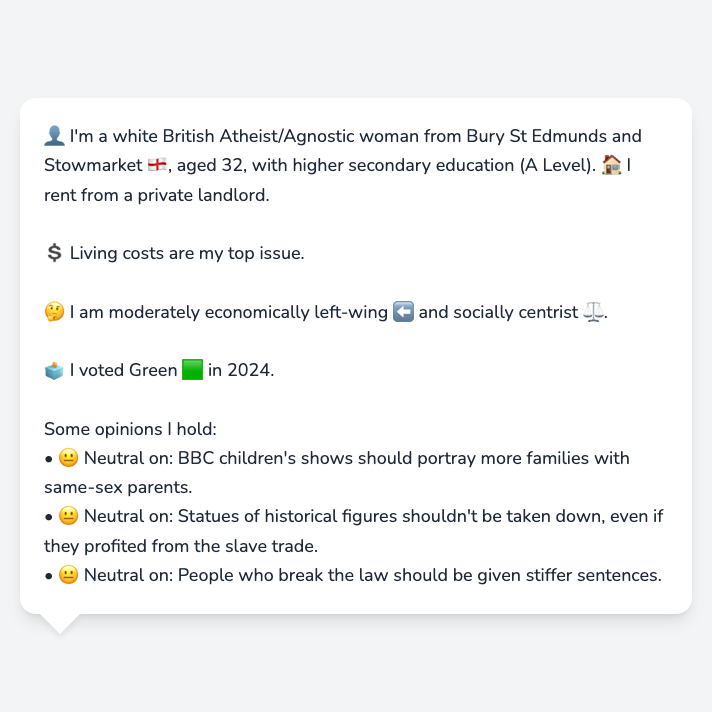 👤 I'm a white British Atheist/Agnostic woman from Bury St Edmunds and
Stowmarket 🏴󠁧󠁢󠁥󠁮󠁧󠁿, aged 32, with higher secondary education (A Level). 🏠 I
rent from a private landlord.
💲 Living costs are my top issue.
🤔 I am moderately economically left-wing ⬅️ and socially centrist ⚖️.
🗳️ I voted Green 🟩 in 2024.
Some opinions I hold:
• 😐 Neutral on: BBC children's shows should portray more families with
same-sex parents.
• 😐 Neutral on: Statues of historical figures shouldn't be taken down, even if
they profited from the slave trade.
• 😐 Neutral on: People who break the law should be given stiffer sentences.